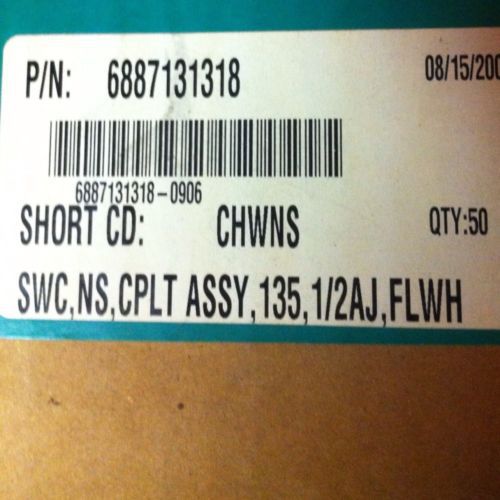 P/N: 6887131318 08/15/200
6887131318-0906
SHORT CD: CHWNS QTY:50
SWC,NS,CPLT ASSY,135,1/2AJ,FLWH